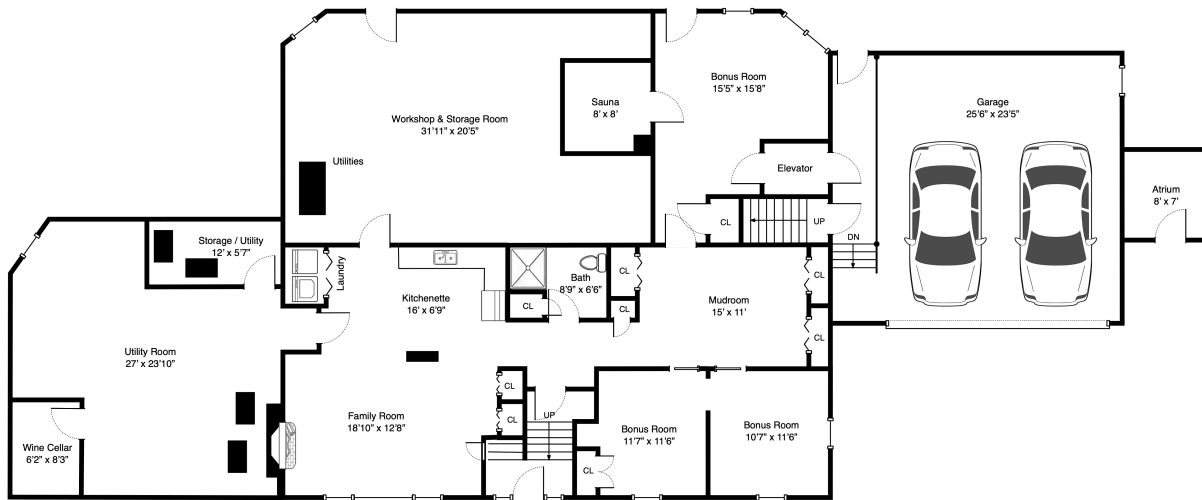 Bonus Room
15'5" x 15'8"
Sauna
8' x 8'
Workshop & Storage Room
31'11" x 20'5"
Garage
25'6" x 23'5"
Utilities
Elevator
Atrium
8' x 7'
CL
UP
DN
Storage / Utility
12' x 5'7"
Laundry
Bath
8'9" x 6'6"
CL
CL
Kitchenette
16' x 6'9"
CL
CL
Mudroom
15' x 11'
CL
Utility Room
27' x 23'10"
CL
CL
UP
Family Room
18'10" x 12'8"
Bonus Room
11'7" x 11'6"
Bonus Room
10'7" x 11'6"
Wine Cellar
6'2" x 8'3"
CL